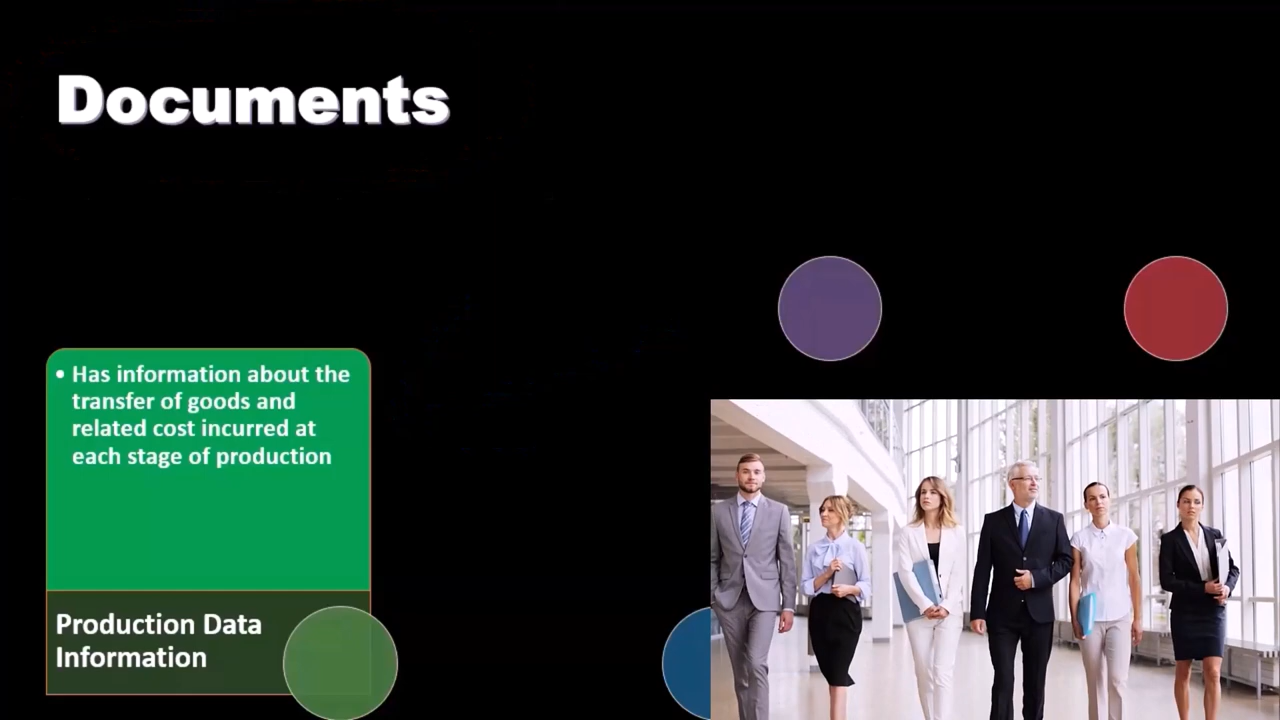 Documents
• Has information about the
transfer of goods and
related cost incurred at
each stage of production
Production Data
Information